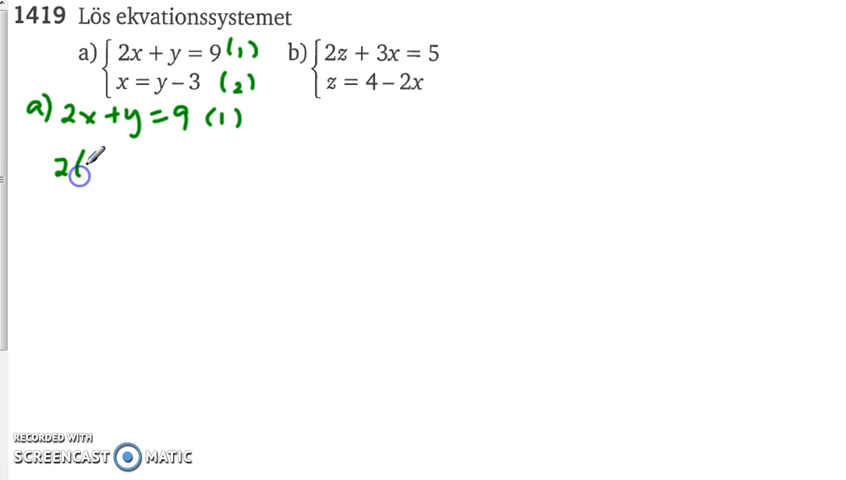 1419 Lös ekvationssystemet
a) { 2x + y = 9 (1) b) { 2z + 3x = 5
x = y – 3 (2) z = 4 – 2x
a) 2x + y = 9 (1)
2(
RECORDED WITH
SCREENCAST MATIC